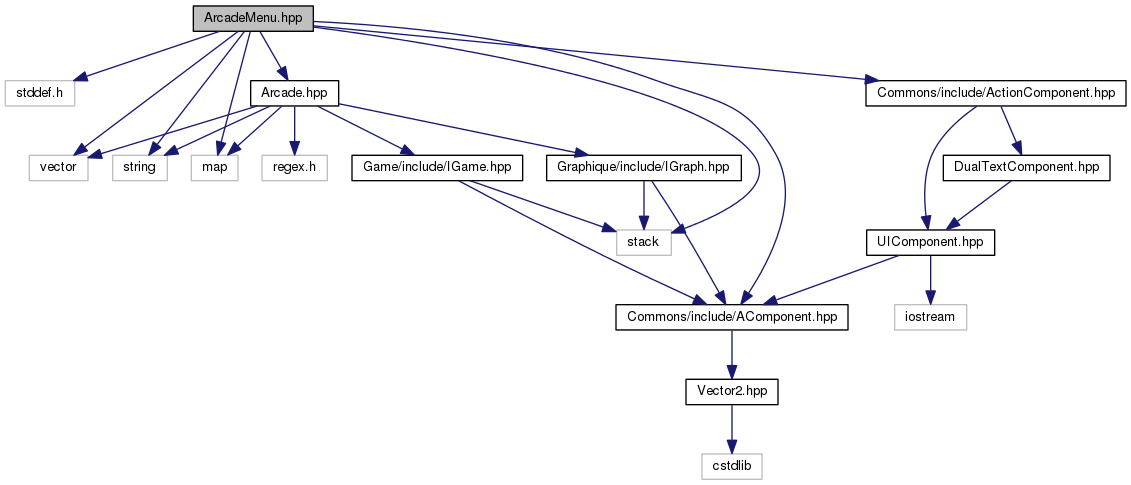 ArcadeMenu.hpp
stddef.h
Arcade.hpp
Commons/include/ActionComponent.hpp
vector
string
map
regex.h
Game/include/IGame.hpp
Graphique/include/IGraph.hpp
DualTextComponent.hpp
stack
UIComponent.hpp
Commons/include/AComponent.hpp
iostream
Vector2.hpp
cstdlib